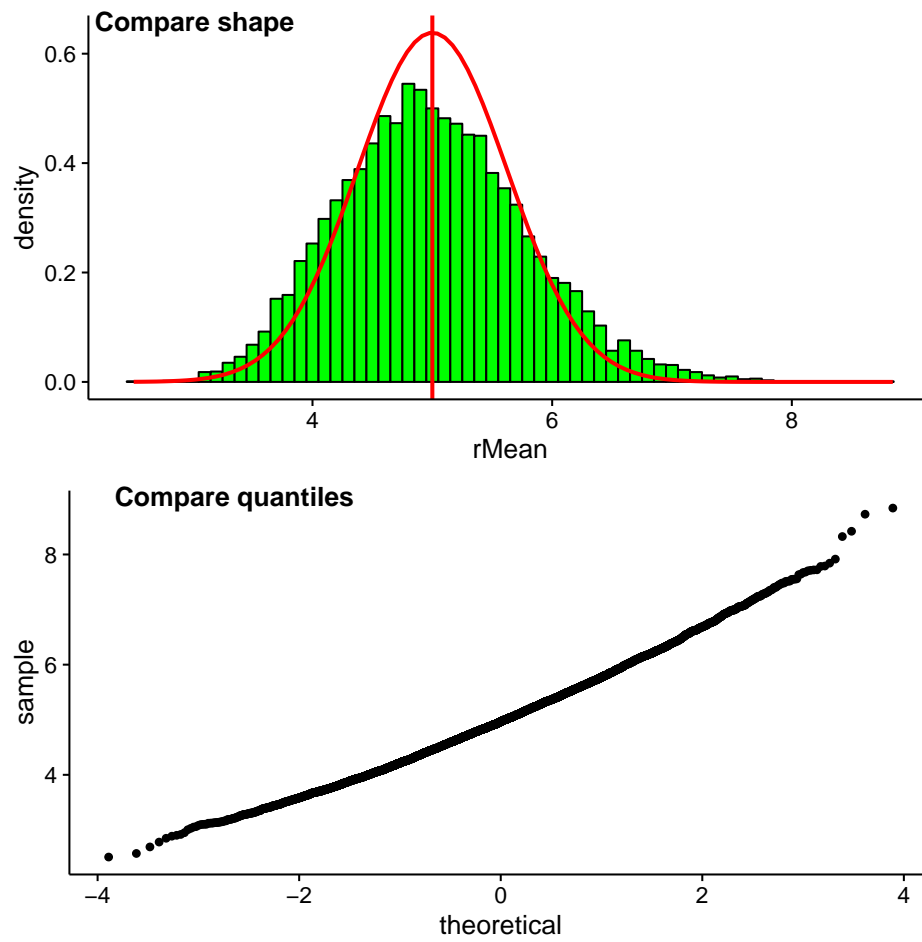 Compare shape
0.6
0.4
0.2
0.0
density
4 6 8
rMean
Compare quantiles
8
6
4
sample
−4 −2 0 2 4
theoretical